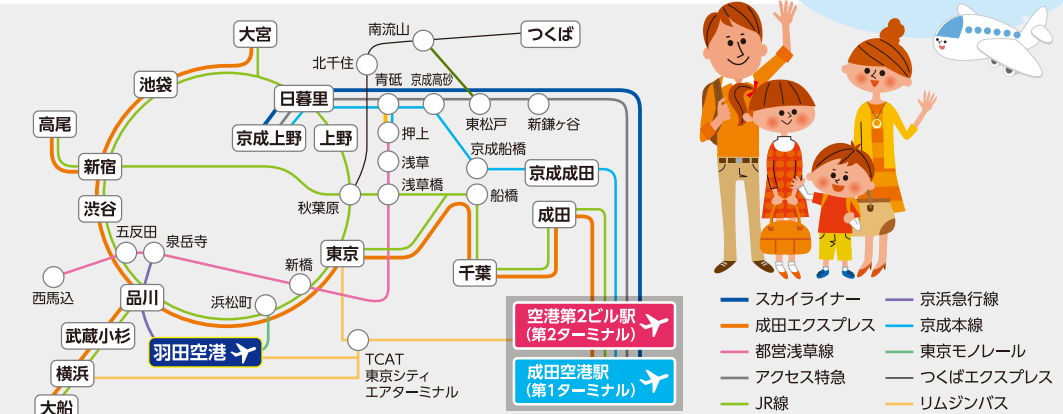 大宮
南流山
つくば
北千住
池袋
日暮里
青砥
京成高砂
高尾
京成上野
上野
押上
東松戸
新鎌ヶ谷
新宿
浅草
京成船橋
京成成田
浅草橋
船橋
渋谷
秋葉原
成田
五反田
泉岳寺
東京
西馬込
新橋
千葉
品川
浜松町
武蔵小杉
羽田空港
横浜
大船
TCAT
東京シティ
エアターミナル
空港第2ビル駅
(第2ターミナル)
成田空港駅
(第1ターミナル)
スカイライナー
成田エクスプレス
都営浅草線
アクセス特急
JR線
京浜急行線
京成本線
東京モノレール
つくばエクスプレス
リムジンバス